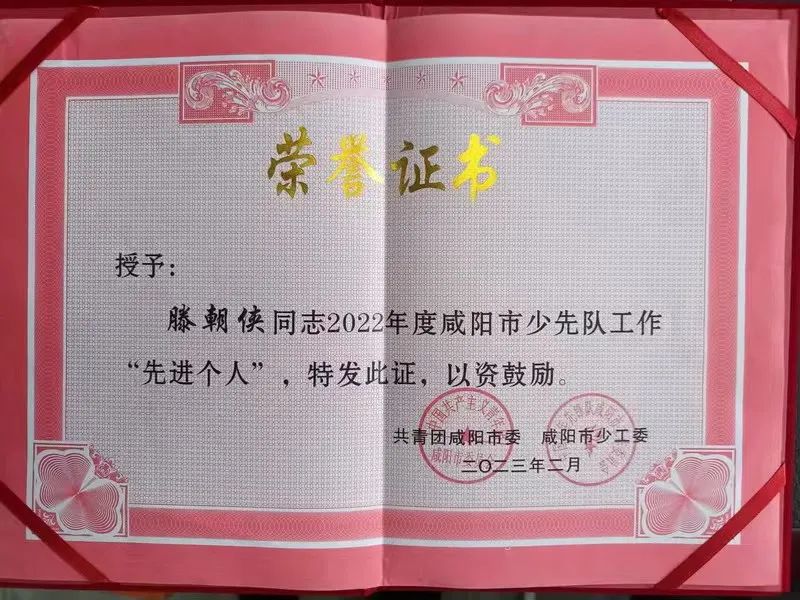 荣誉证书
授予：
滕朝侠同志2022年度咸阳市少先队工作
“先进个人”，特发此证，以资鼓励。
共青团咸阳市委 咸阳市少工委
二〇二三年二月